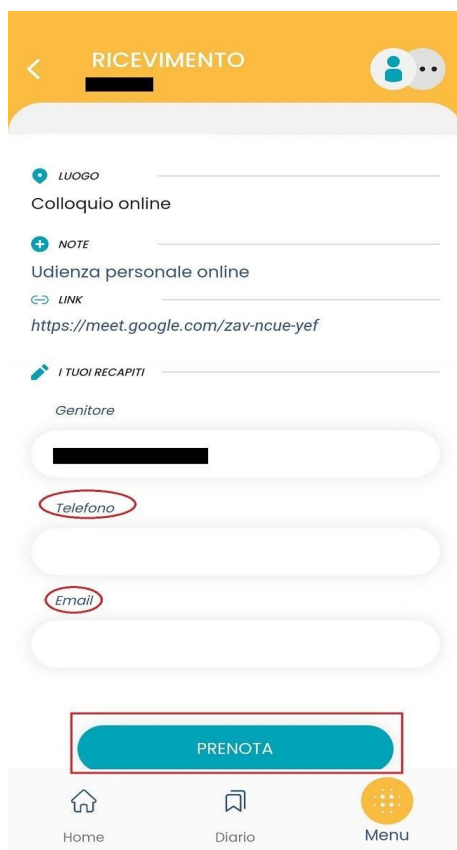 RICEVIMENTO
LUOGO
Colloquio online
NOTE
Udienza personale online
LINK
https://meet.google.com/zav-ncue-yef
I TUOI RECAPITI
Genitore
Telefono
Email
PRENOTA
Home Diario Menu